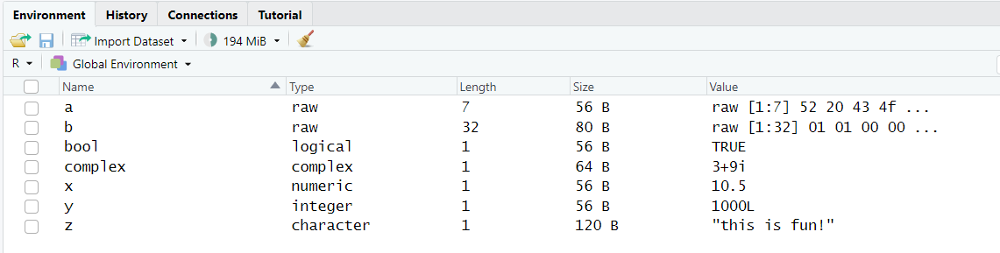 Environment History Connections Tutorial
Import Dataset 194 MiB
R Global Environment
Name Type Length Size Value
a raw 7 56 B raw [1:7] 52 20 43 4f ...
b raw 32 80 B raw [1:32] 01 01 00 00 ...
bool logical 1 56 B TRUE
complex complex 1 64 B 3+9i
x numeric 1 56 B 10.5
y integer 1 56 B 1000L
z character 1 120 B "this is fun!"